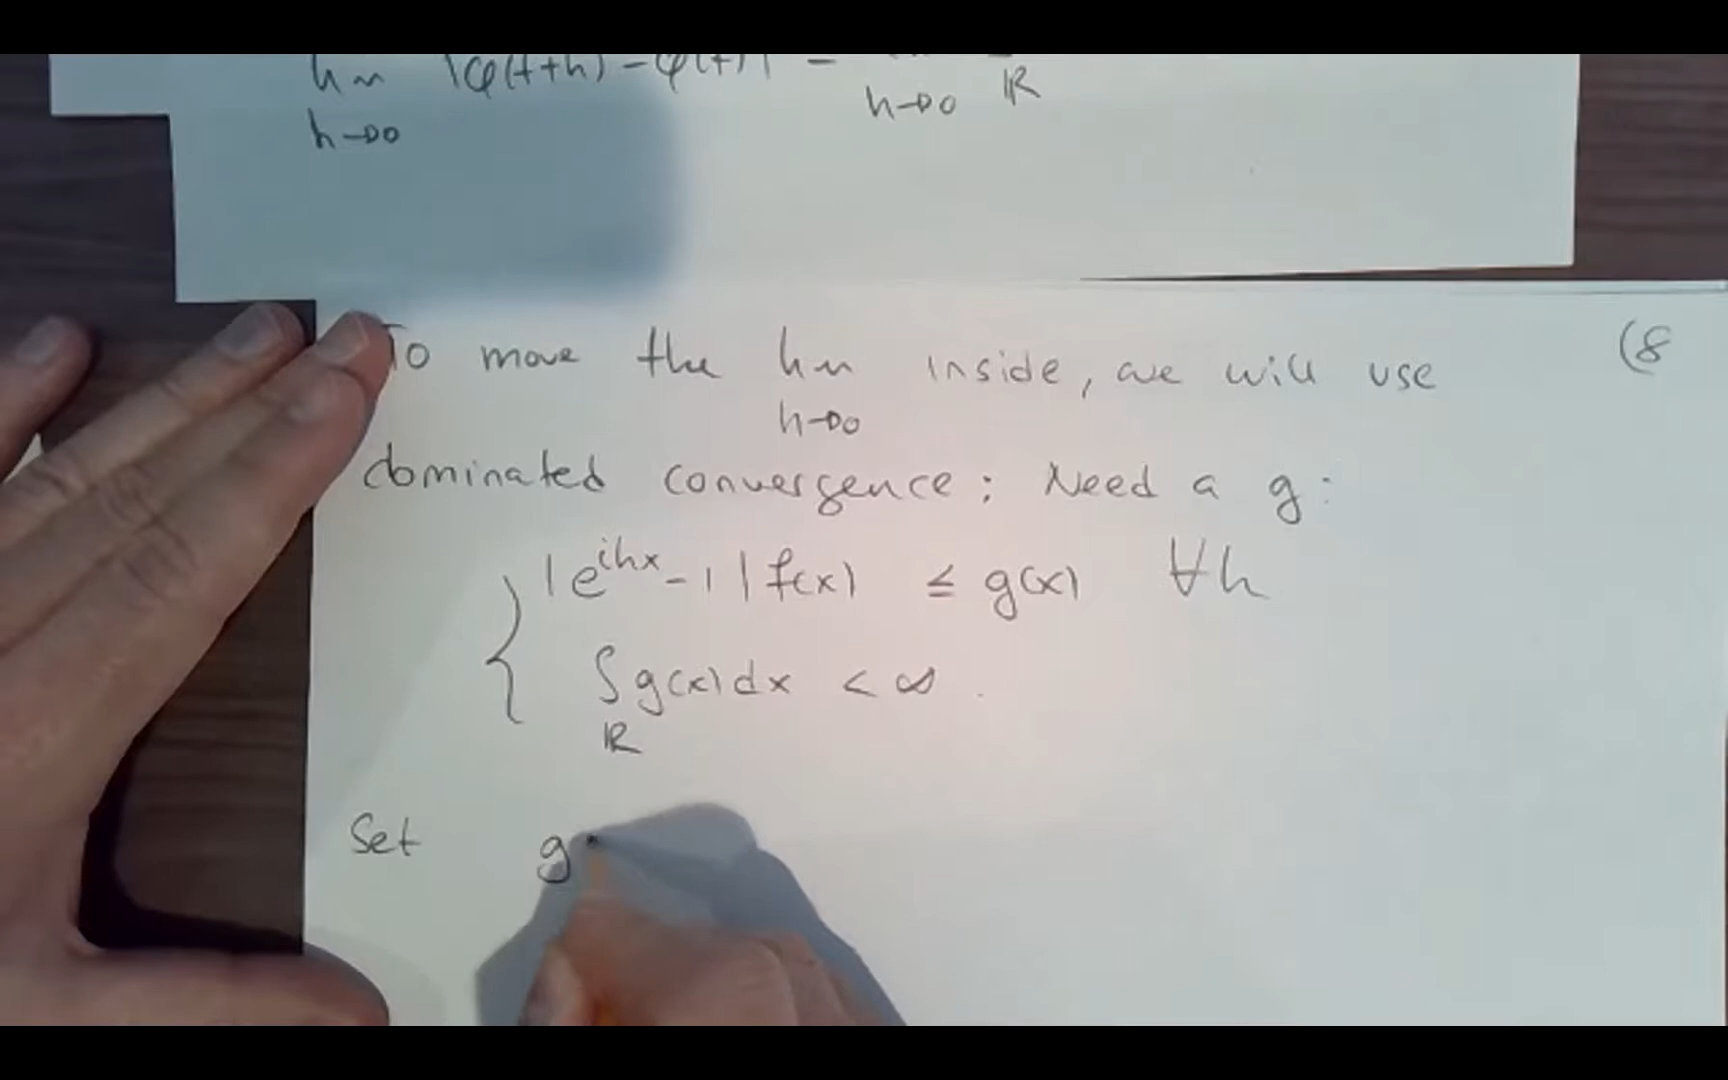 lim |φ(t+h) - φ(t)| =
h→0 h→0 ℝ
To move the lim inside, we will use (8
h→0
dominated convergence: Need a g:
|e^{ihx} - 1| f(x) ≤ g(x) ∀h
∫ g(x) dx < ∞.
ℝ
Set g